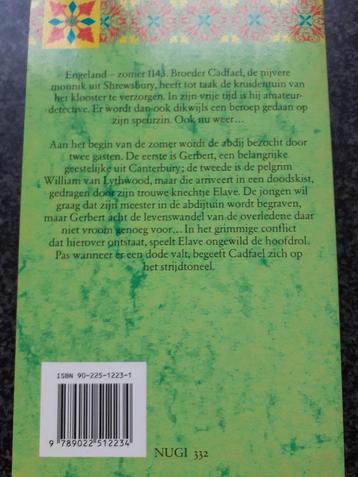 Engeland – zomer 1143. Broeder Cadfael, de nijvere
monnik uit Shrewsbury, heeft tot taak de kruidentuin van
het klooster te verzorgen. In zijn vrije tijd is hij amateur-
detective. Er wordt dan ook dikwijls een beroep gedaan op
zijn speurzin. Ook nu weer…
Aan het begin van de zomer wordt de abdij bezocht door
twee gasten. De eerste is Gerbert, een belangrijke
geestelijke uit Canterbury; de tweede is de pelgrim
William van Lythwood, maar die arriveert in een doodskist,
gedragen door zijn trouwe knechtje Elave. De jongen wil
graag dat zijn meester in de abdijtuin wordt begraven,
maar Gerbert acht de levenswandel van de overledene daar
niet vroom genoeg voor… In het grimmige conflict
dat hierover ontstaat, speelt Elave ongewild de hoofdrol.
Pas wanneer er een dode valt, begeeft Cadfael zich op
het strijdtoneel.
ISBN 90-225-1223-1
9 789022 512234
NUGI 332